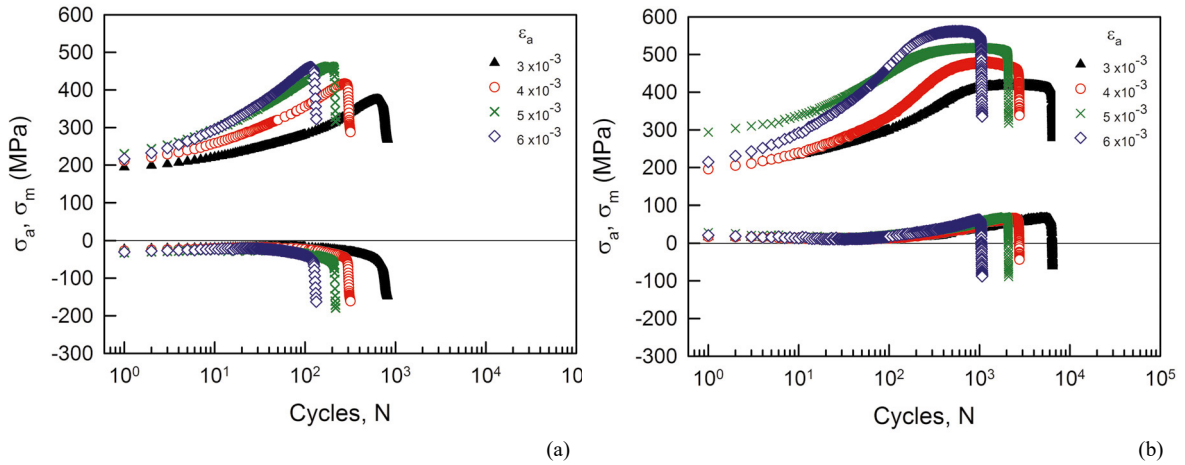 600
500
400
300
200
100
0
-100
-200
-300
σₐ, σₘ (MPa)
εₐ
3 x10⁻³
4 x10⁻³
5 x10⁻³
6 x10³
10⁰ 10¹ 10² 10³ 10⁴ 10
Cycles, N
(a)
600
500
400
300
200
100
0
-100
-200
-300
σₐ, σₘ (MPa)
εₐ
3 x10⁻³
4 x10⁻³
5 x10⁻³
6 x10⁻³
10⁰ 10¹ 10² 10³ 10⁴ 10⁵
Cycles, N
(b)